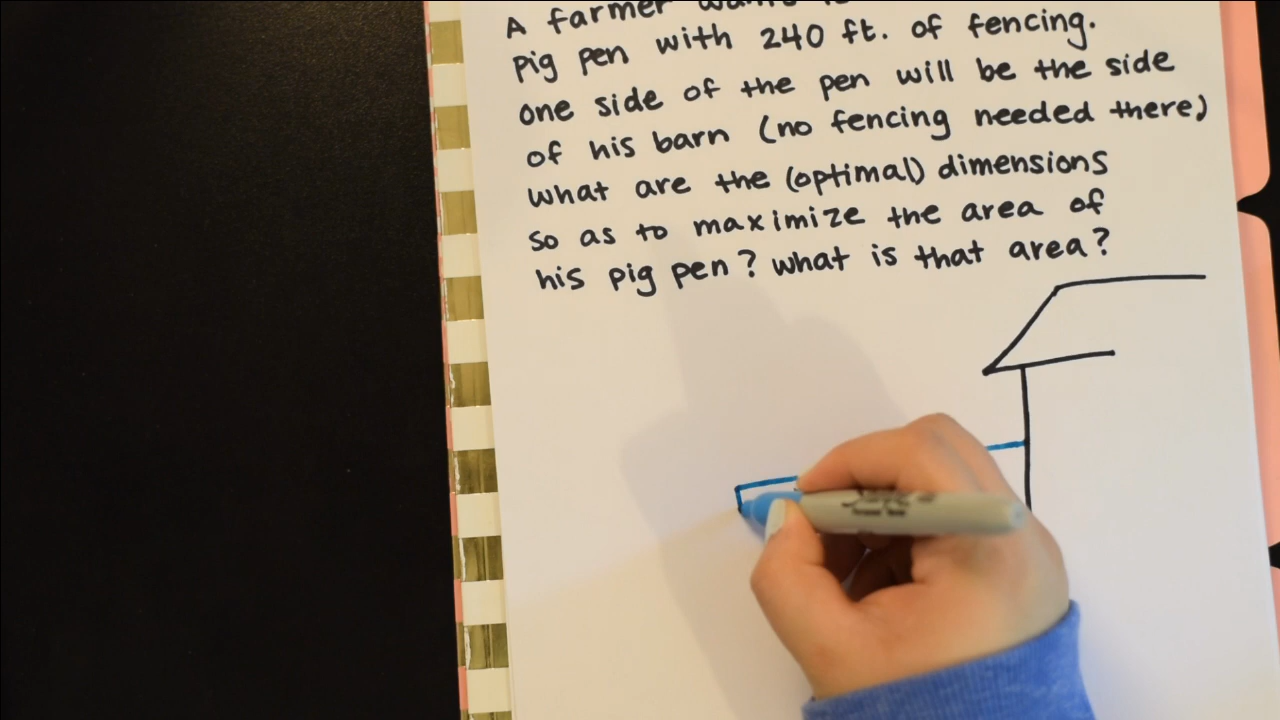 A farmer wants
pig pen with 240 ft. of fencing.
one side of the pen will be the side
of his barn (no fencing needed there)
what are the (optimal) dimensions
so as to maximize the area of
his pig pen? what is that area?